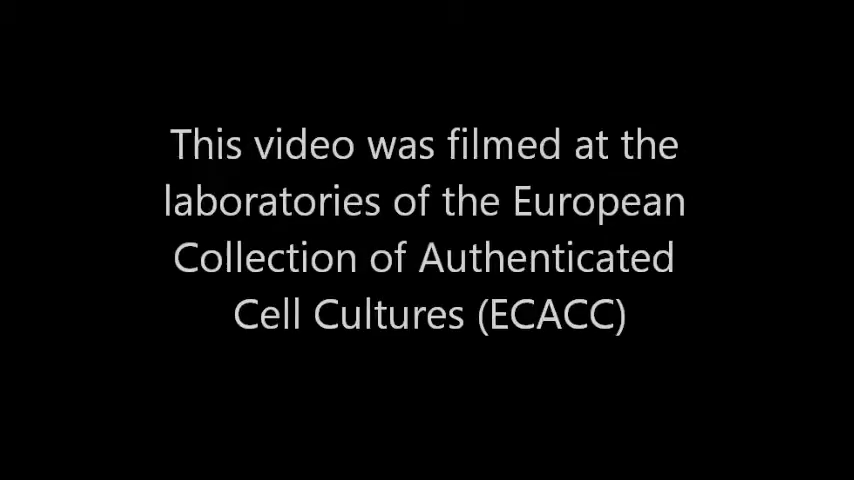 This video was filmed at the
laboratories of the European
Collection of Authenticated
Cell Cultures (ECACC)